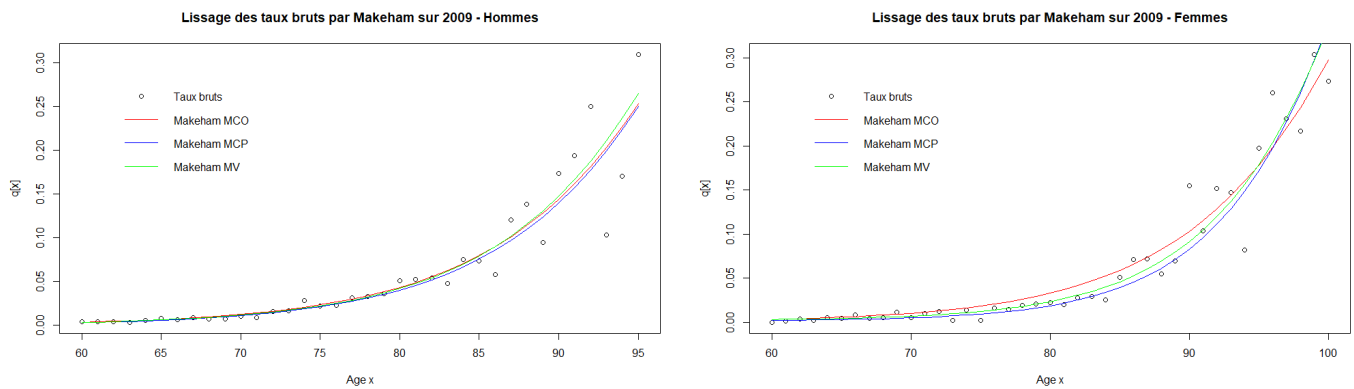 Lissage des taux bruts par Makeham sur 2009 - Hommes
q[x]
0.30
0.25
0.20
0.15
0.10
0.05
0.00
Taux bruts
Makeham MCO
Makeham MCP
Makeham MV
60 65 70 75 80 85 90 95
Age x
Lissage des taux bruts par Makeham sur 2009 - Femmes
q[x]
0.30
0.25
0.20
0.15
0.10
0.05
0.00
Taux bruts
Makeham MCO
Makeham MCP
Makeham MV
60 70 80 90 100
Age x